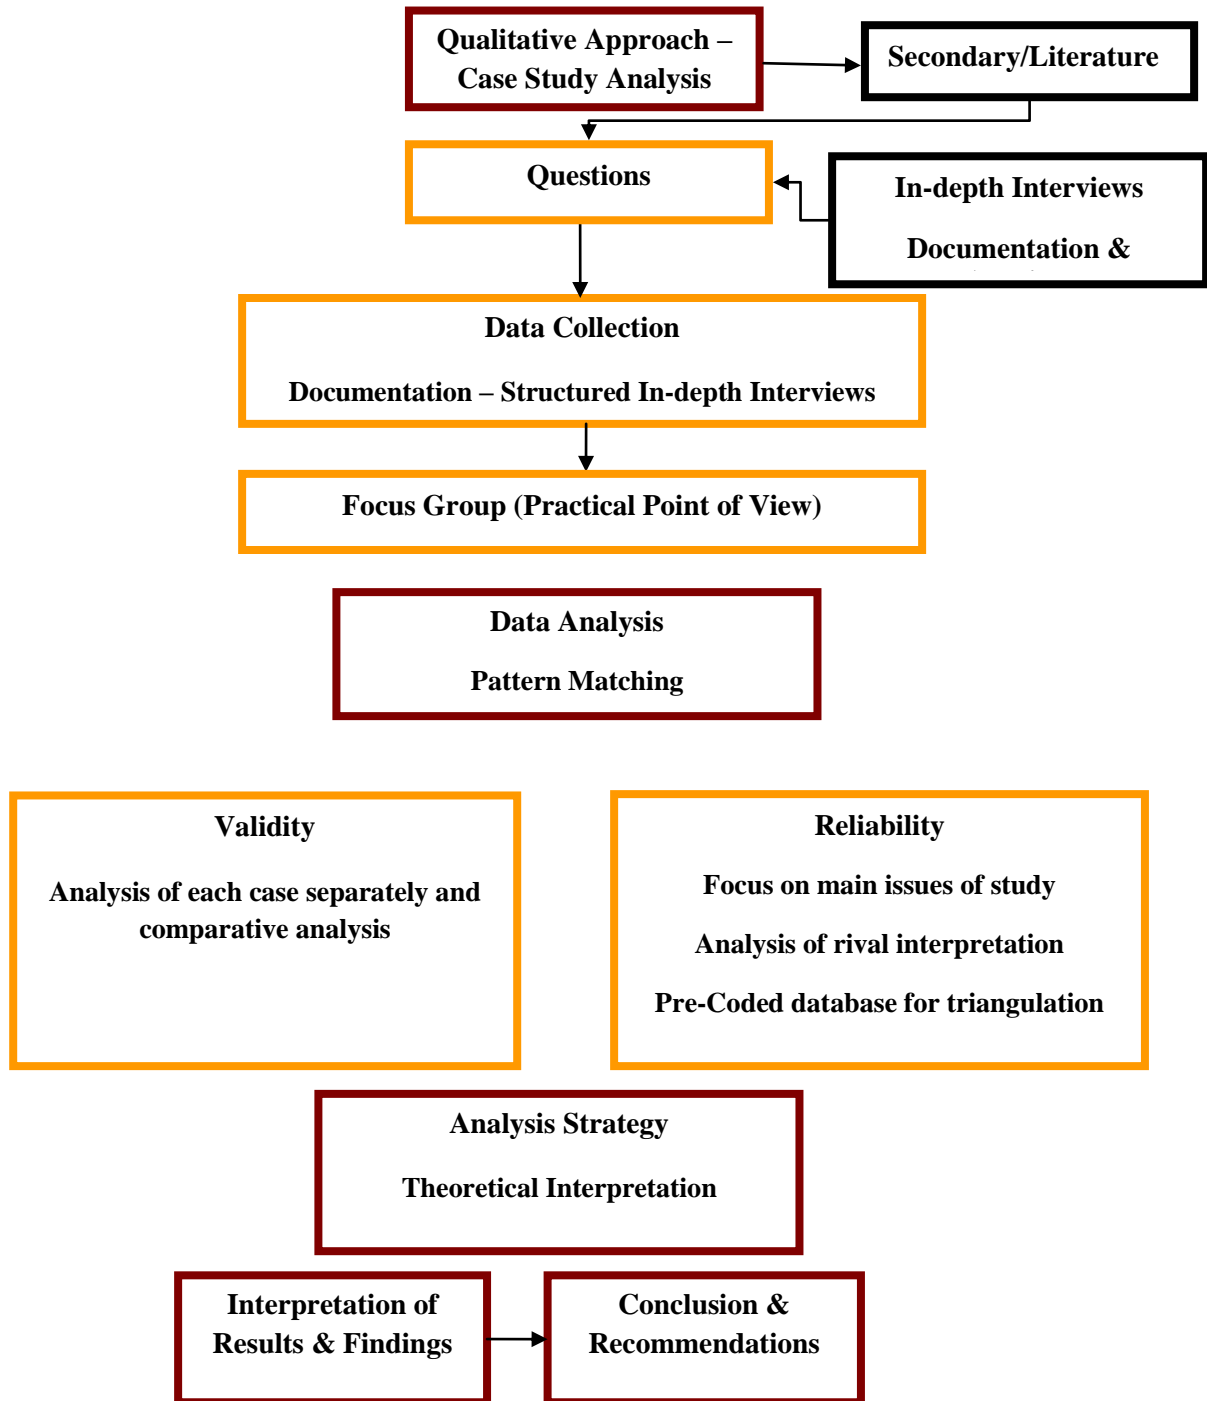 Qualitative Approach –
Case Study Analysis
Secondary/Literature
Questions
In-depth Interviews
Documentation &
Data Collection
Documentation – Structured In-depth Interviews
Focus Group (Practical Point of View)
Data Analysis
Pattern Matching
Validity
Analysis of each case separately and
comparative analysis
Reliability
Focus on main issues of study
Analysis of rival interpretation
Pre-Coded database for triangulation
Analysis Strategy
Theoretical Interpretation
Interpretation of
Results & Findings
Conclusion &
Recommendations